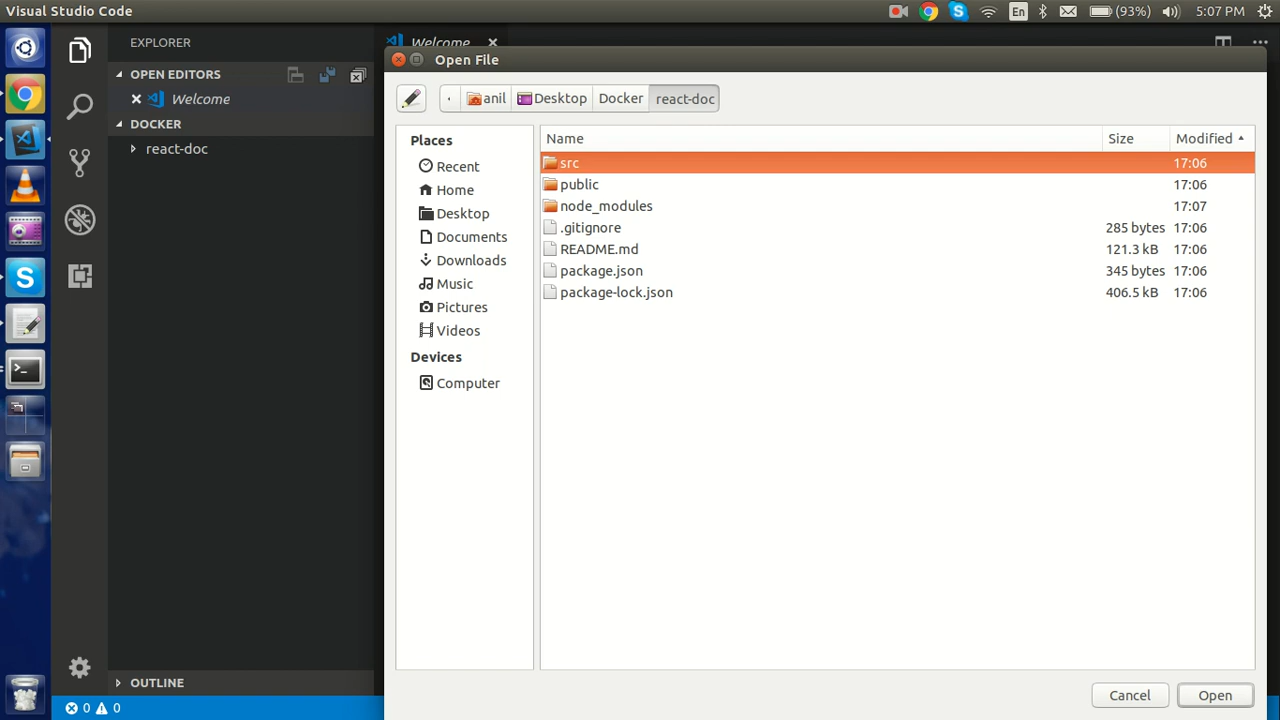 Visual Studio Code
En
(93%)
5:07 PM
EXPLORER
OPEN EDITORS
Welcome
DOCKER
react-doc
OUTLINE
0 0
Welcome
Open File
anil Desktop Docker react-doc
Places
Recent
Home
Desktop
Documents
Downloads
Music
Pictures
Videos
Devices
Computer
Name Size Modified
src 17:06
public 17:06
node_modules 17:07
.gitignore 285 bytes 17:06
README.md 121.3 kB 17:06
package.json 345 bytes 17:06
package-lock.json 406.5 kB 17:06
Cancel Open